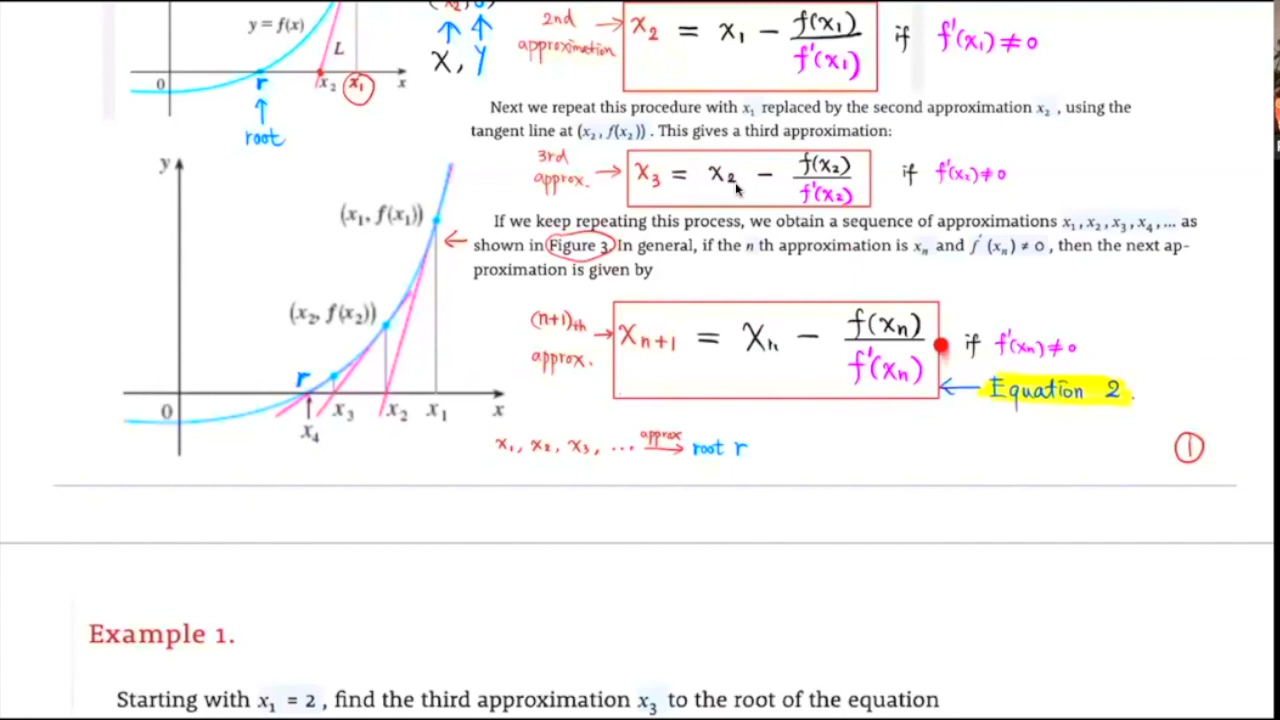 y = f(x)
L
0
r
x₂
x₁
x
root
X, Y
2nd approximation → x₂ = x₁ − f(x₁)/f'(x₁) if f'(x₁) ≠ 0
Next we repeat this procedure with x₁ replaced by the second approximation x₂ , using the
tangent line at (x₂ , f(x₂)) . This gives a third approximation:
3rd approx. → x₃ = x₂ − f(x₂)/f'(x₂) if f'(x₂) ≠ 0
If we keep repeating this process, we obtain a sequence of approximations x₁ , x₂ , x₃ , x₄ , ... as
shown in Figure 3. In general, if the n th approximation is xₙ and f' (xₙ) ≠ 0 , then the next ap-
proximation is given by
(n+1)th approx. → xₙ₊₁ = xₙ − f(xₙ)/f'(xₙ) if f'(xₙ) ≠ 0
← Equation 2
x₁, x₂, x₃, ... approx → root r
①
y
(x₁, f(x₁))
(x₂, f(x₂))
r
0
x₄
x₃
x₂
x₁
x
Example 1.
Starting with x₁ = 2 , find the third approximation x₃ to the root of the equation